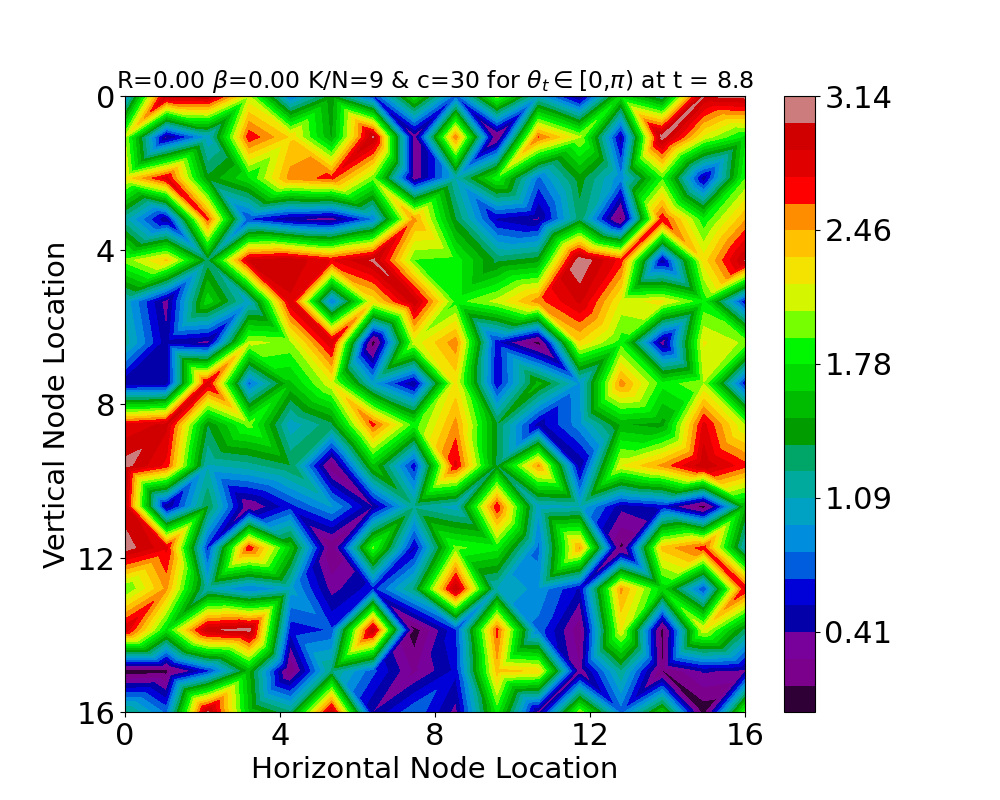 R=0.00 β=0.00 K/N=9 & c=30 for θₜ ∈ [0,π) at t = 8.8
0
4
8
12
16
Vertical Node Location
0 4 8 12 16
Horizontal Node Location
3.14
2.46
1.78
1.09
0.41